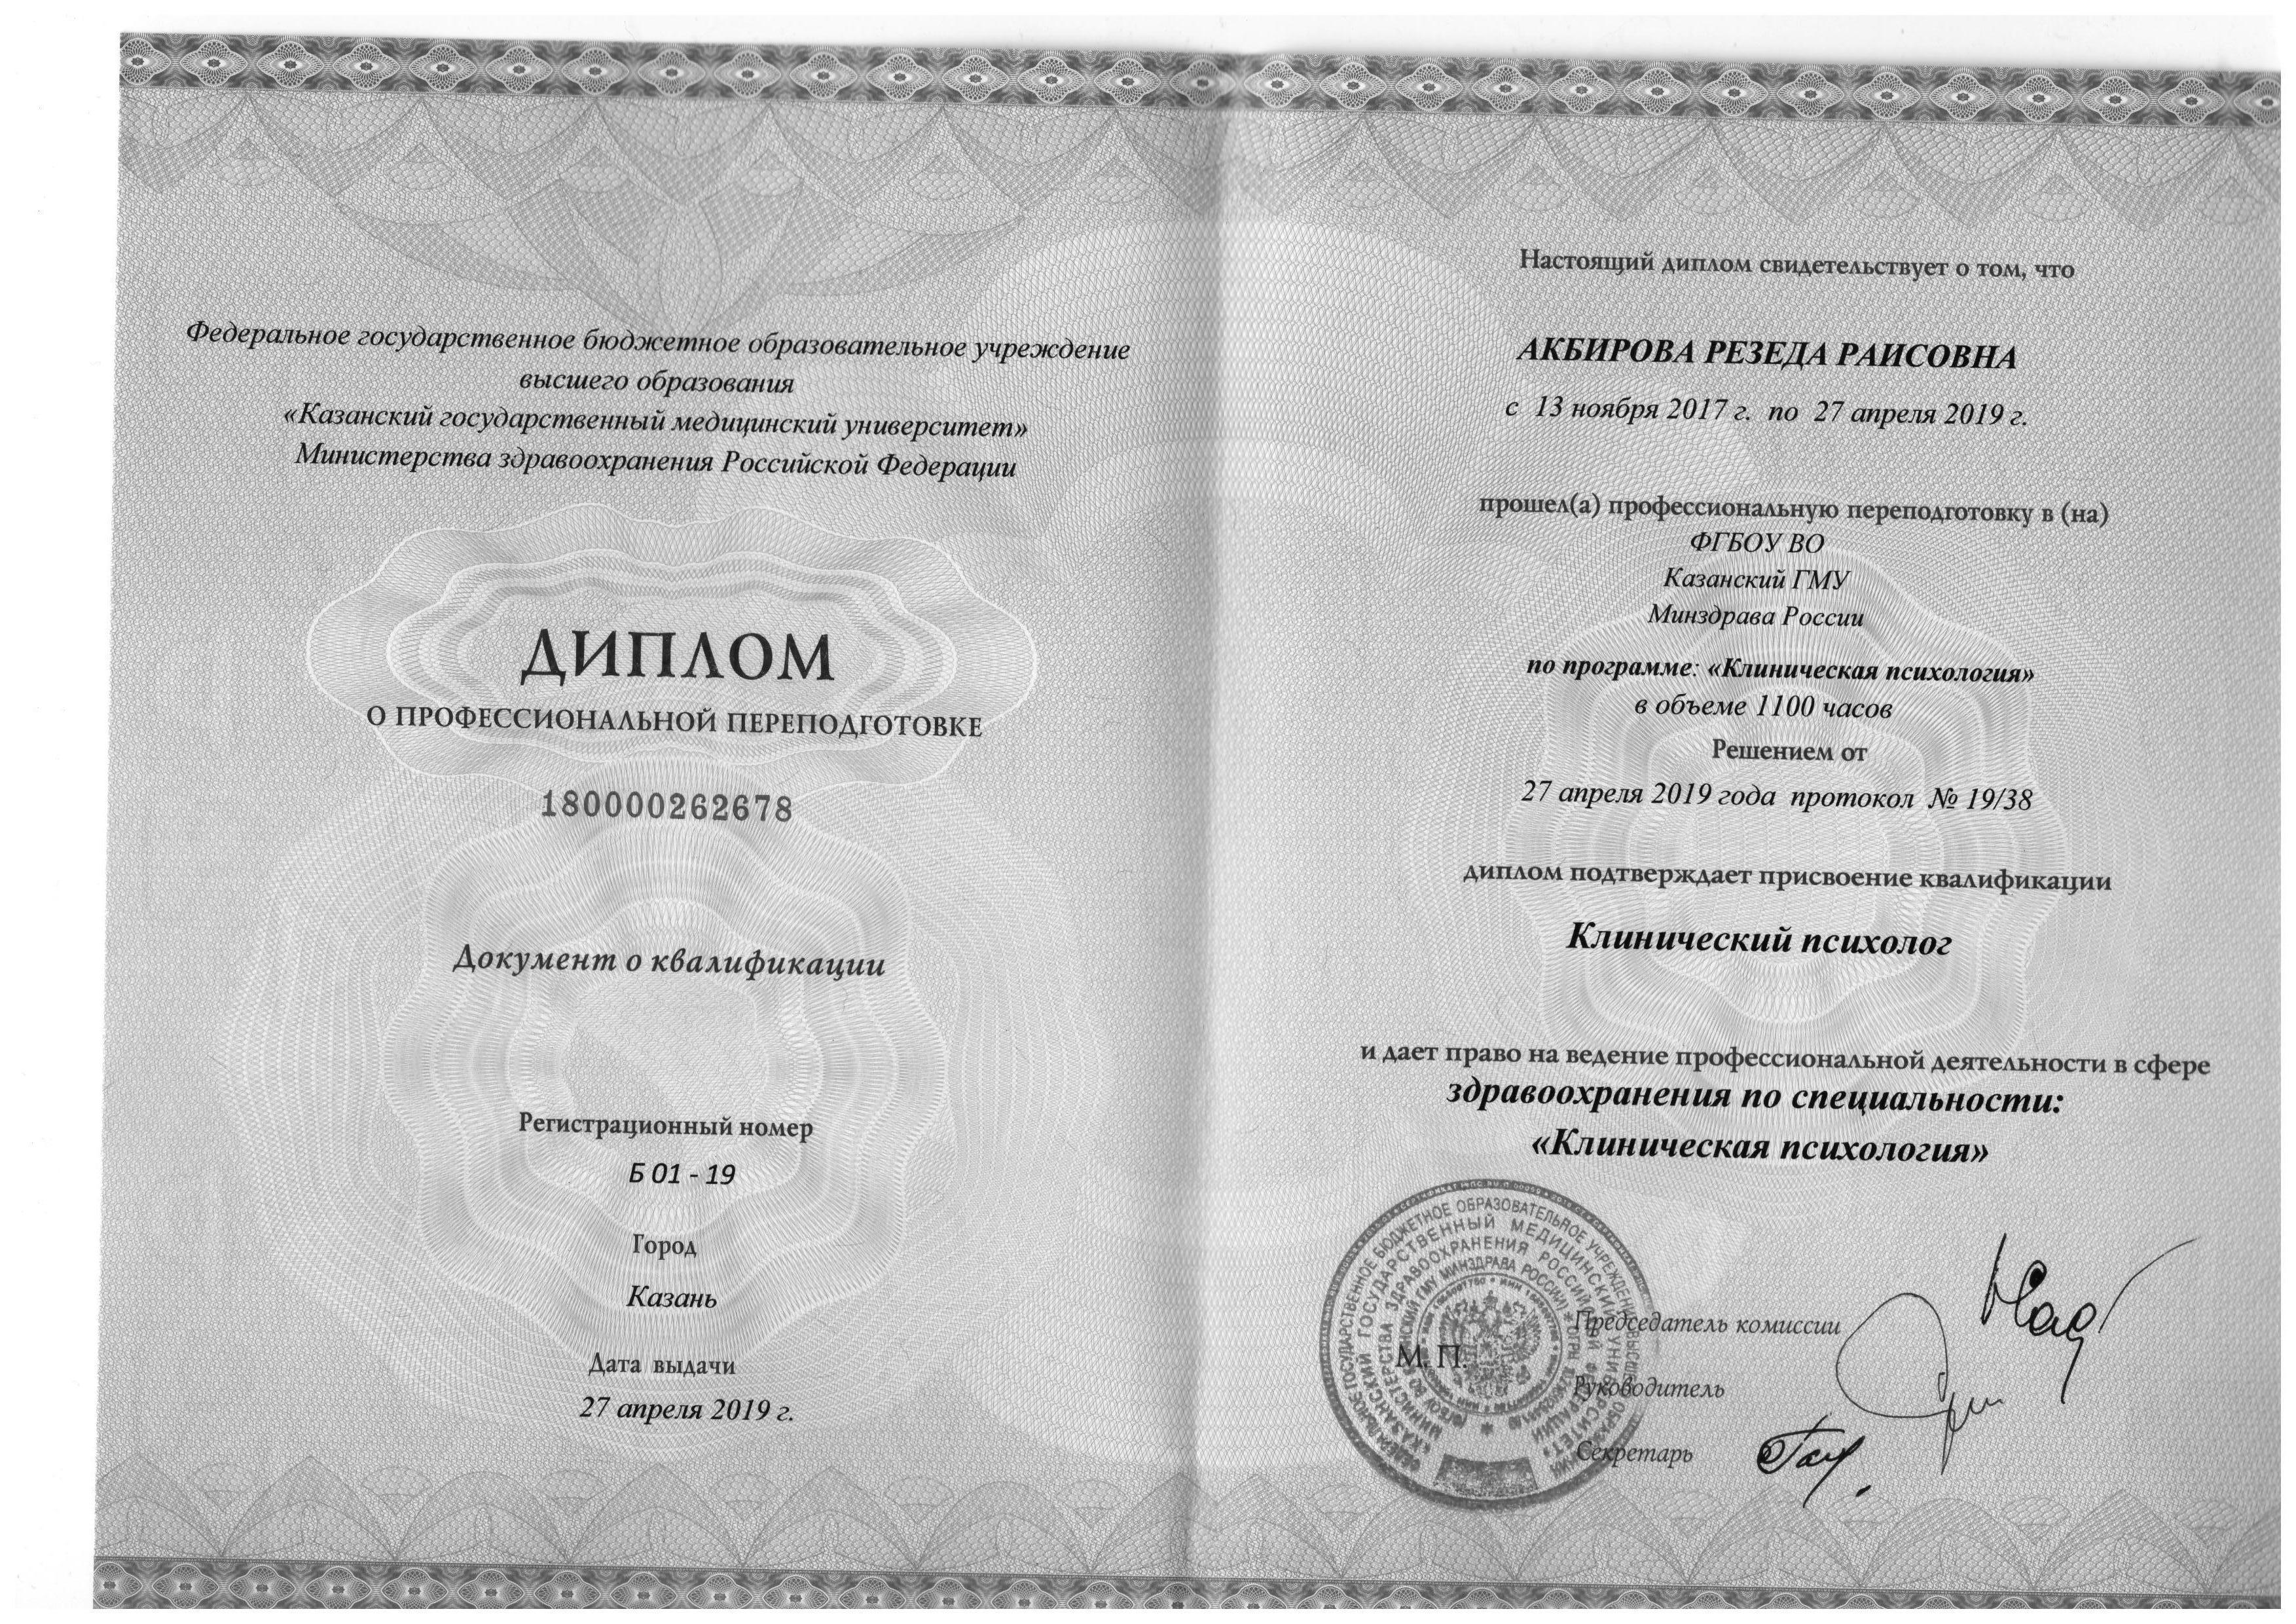 Федеральное государственное бюджетное образовательное учреждение
высшего образования
«Казанский государственный медицинский университет»
Министерства здравоохранения Российской Федерации
ДИПЛОМ
О ПРОФЕССИОНАЛЬНОЙ ПЕРЕПОДГОТОВКЕ
180000262678
Документ о квалификации
Регистрационный номер
Б 01 - 19
Город
Казань
Дата выдачи
27 апреля 2019 г.
Настоящий диплом свидетельствует о том, что
АКБИРОВА РЕЗЕДА РАИСОВНА
с 13 ноября 2017 г. по 27 апреля 2019 г.
прошел(а) профессиональную переподготовку в (на)
ФГБОУ ВО
Казанский ГМУ
Минздрава России
по программе: «Клиническая психология»
в объеме 1100 часов
Решением от
27 апреля 2019 года протокол № 19/38
диплом подтверждает присвоение квалификации
Клинический психолог
и дает право на ведение профессиональной деятельности в сфере
здравоохранения по специальности:
«Клиническая психология»
Председатель комиссии
М. П.
Руководитель
Секретарь
ФЕДЕРАЛЬНОЕ ГОСУДАРСТВЕННОЕ БЮДЖЕТНОЕ ОБРАЗОВАТЕЛЬНОЕ УЧРЕЖДЕНИЕ ВЫСШЕГО ОБРАЗОВАНИЯ
«КАЗАНСКИЙ ГОСУДАРСТВЕННЫЙ МЕДИЦИНСКИЙ УНИВЕРСИТЕТ»
МИНИСТЕРСТВА ЗДРАВООХРАНЕНИЯ РОССИЙСКОЙ ФЕДЕРАЦИИ
(ФГБОУ ВО КАЗАНСКИЙ ГМУ МИНЗДРАВА РОССИИ)